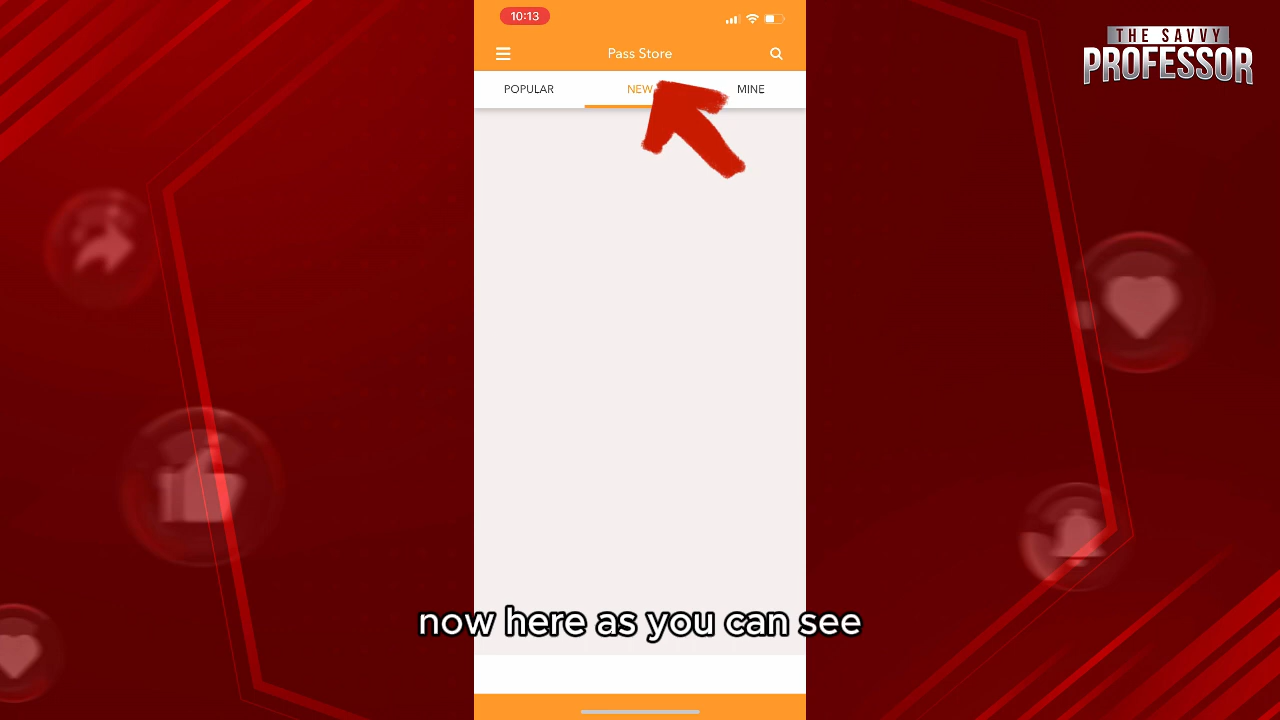 10:13
Pass Store
POPULAR NEW MINE
THE SAVVY
PROFESSOR
now here as you can see